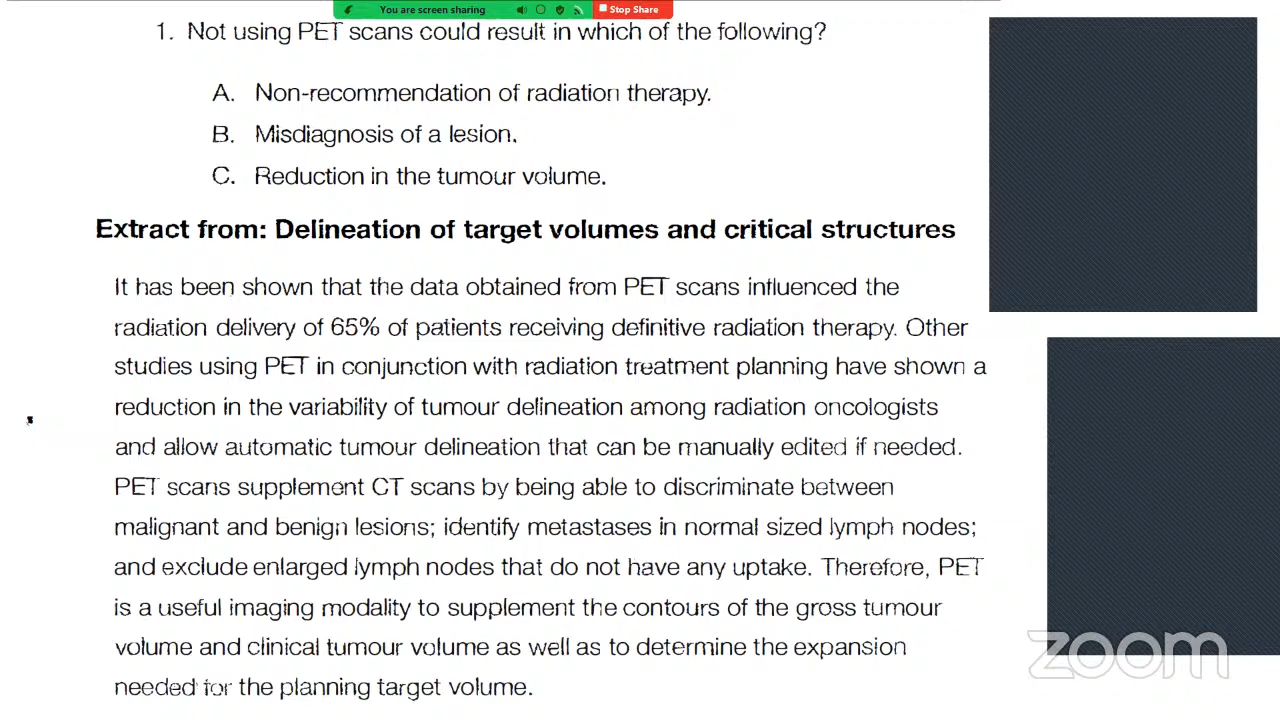 You are screen sharing
Stop Share
1. Not using PET scans could result in which of the following?
A. Non-recommendation of radiation therapy.
B. Misdiagnosis of a lesion.
C. Reduction in the tumour volume.
Extract from: Delineation of target volumes and critical structures
It has been shown that the data obtained from PET scans influenced the
radiation delivery of 65% of patients receiving definitive radiation therapy. Other
studies using PET in conjunction with radiation treatment planning have shown a
reduction in the variability of tumour delineation among radiation oncologists
and allow automatic tumour delineation that can be manually edited if needed.
PET scans supplement CT scans by being able to discriminate between
malignant and benign lesions; identify metastases in normal sized lymph nodes;
and exclude enlarged lymph nodes that do not have any uptake. Therefore, PET
is a useful imaging modality to supplement the contours of the gross tumour
volume and clinical tumour volume as well as to determine the expansion
needed for the planning target volume.
zoom